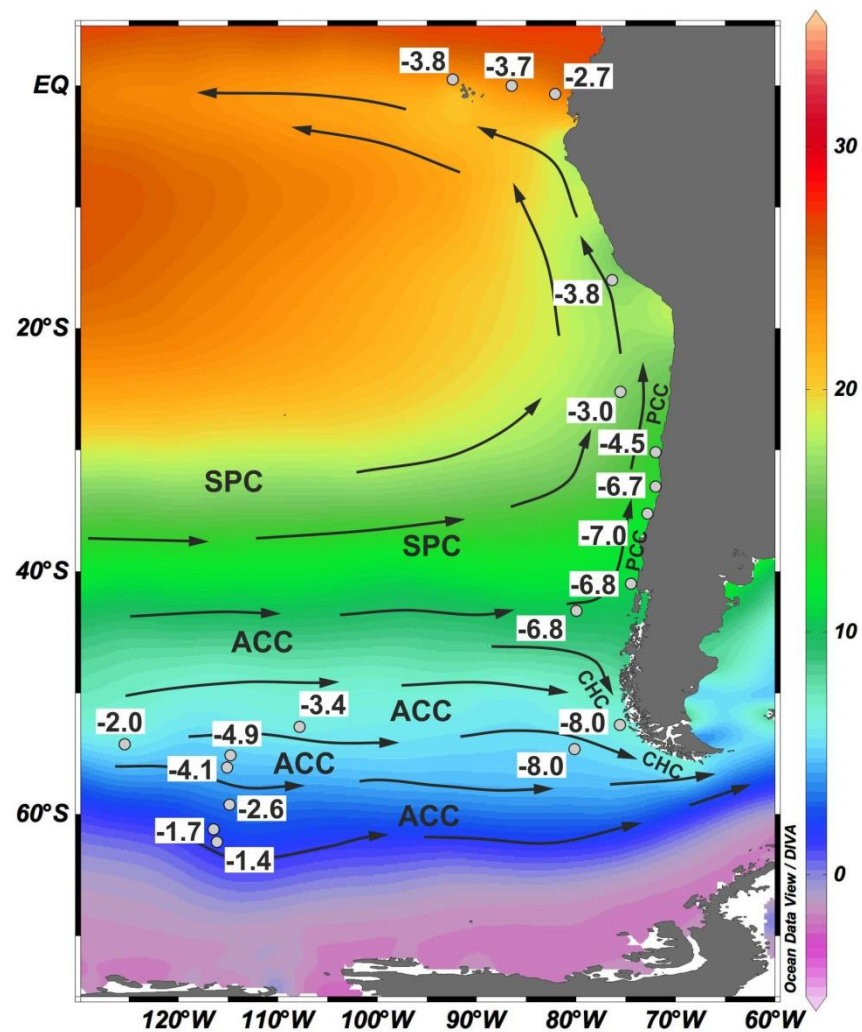 -3.8
-3.7
-2.7
EQ
30
-3.8
20°S
20
-3.0
PCC
-4.5
SPC
-6.7
SPC
-7.0
PCC
40°S
-6.8
10
-6.8
ACC
CHC
-3.4
ACC
-2.0
-4.9
-8.0
ACC
-8.0
CHC
-4.1
60°S
-2.6
ACC
-1.7
-1.4
0
Ocean Data View / DIVA
120°W
110°W
100°W
90°W
80°W
70°W
60°W